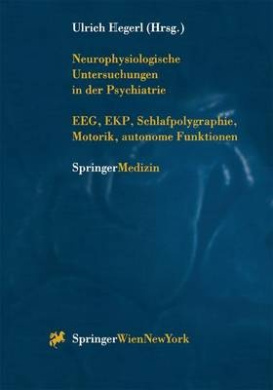 Ulrich Hegerl (Hrsg.)
Neurophysiologische
Untersuchungen
in der Psychiatrie
EEG, EKP, Schlafpolygraphie,
Motorik, autonome Funktionen
SpringerMedizin
SpringerWienNewYork